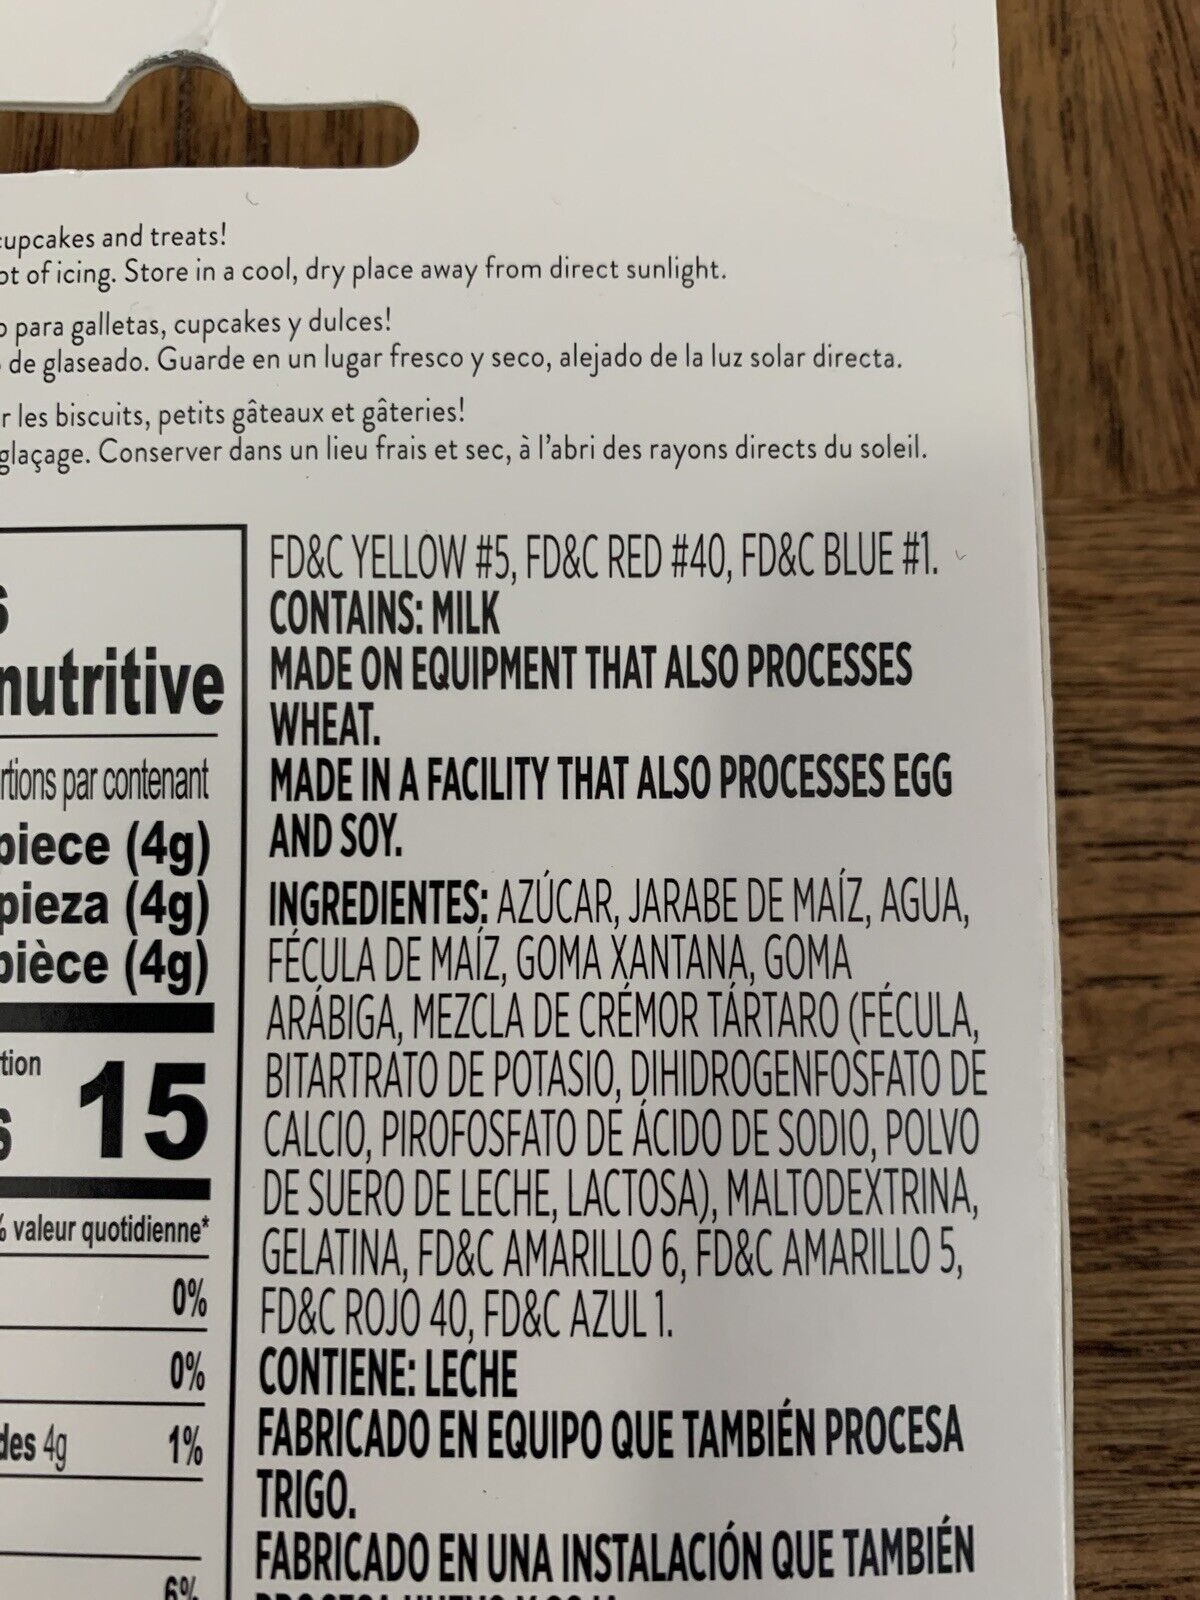 cupcakes and treats!
of icing. Store in a cool, dry place away from direct sunlight.
para galletas, cupcakes y dulces!
de glaseado. Guarde en un lugar fresco y seco, alejado de la luz solar directa.
r les biscuits, petits gâteaux et gâteries!
glaçage. Conserver dans un lieu frais et sec, à l'abri des rayons directs du soleil.
nutritive
rtions par contenant
piece (4g)
pieza (4g)
pièce (4g)
tion
15
% valeur quotidienne*
0%
0%
des 4g 1%
6%
FD&C YELLOW #5, FD&C RED #40, FD&C BLUE #1.
CONTAINS: MILK
MADE ON EQUIPMENT THAT ALSO PROCESSES
WHEAT.
MADE IN A FACILITY THAT ALSO PROCESSES EGG
AND SOY.
INGREDIENTES: AZÚCAR, JARABE DE MAÍZ, AGUA,
FÉCULA DE MAÍZ, GOMA XANTANA, GOMA
ARÁBIGA, MEZCLA DE CRÉMOR TÁRTARO (FÉCULA,
BITARTRATO DE POTASIO, DIHIDROGENFOSFATO DE
CALCIO, PIROFOSFATO DE ÁCIDO DE SODIO, POLVO
DE SUERO DE LECHE, LACTOSA), MALTODEXTRINA,
GELATINA, FD&C AMARILLO 6, FD&C AMARILLO 5,
FD&C ROJO 40, FD&C AZUL 1.
CONTIENE: LECHE
FABRICADO EN EQUIPO QUE TAMBIÉN PROCESA
TRIGO.
FABRICADO EN UNA INSTALACIÓN QUE TAMBIÉN